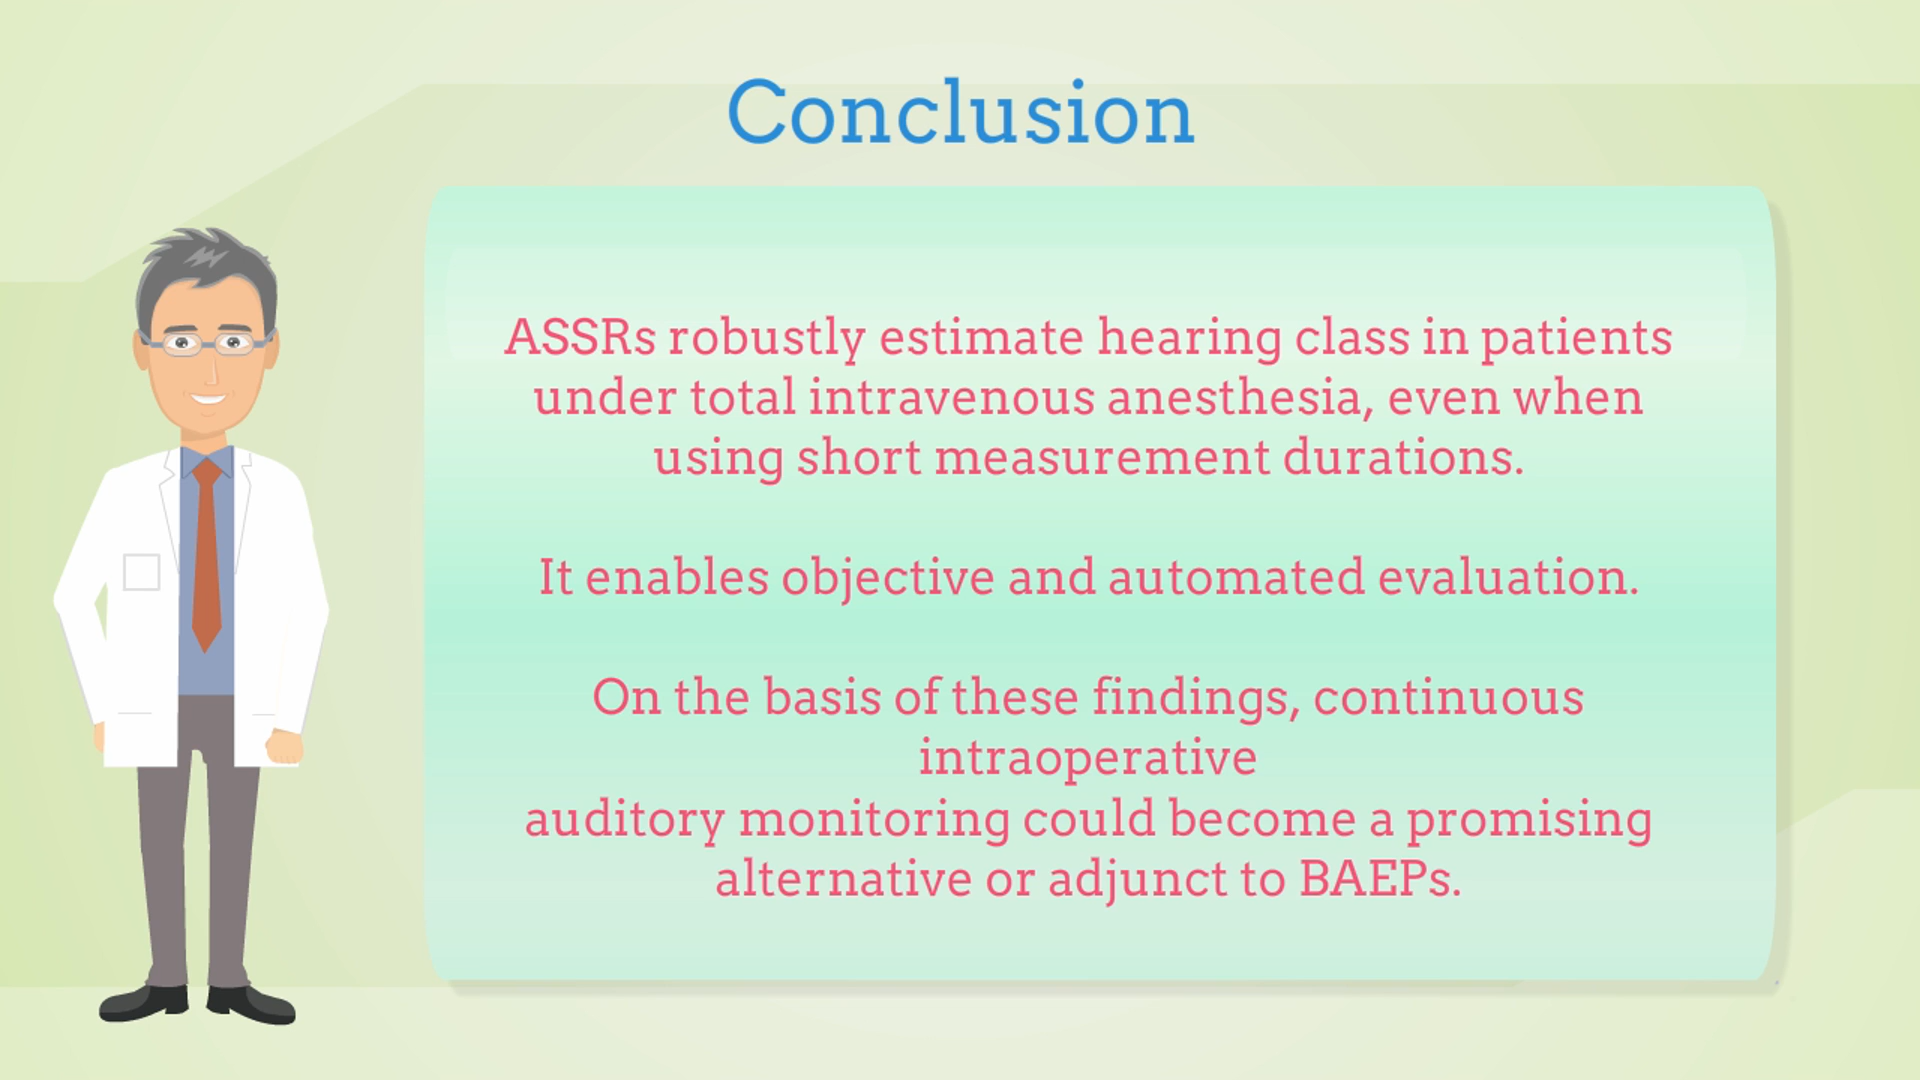 Conclusion
ASSRs robustly estimate hearing class in patients
under total intravenous anesthesia, even when
using short measurement durations.
It enables objective and automated evaluation.
On the basis of these findings, continuous
intraoperative
auditory monitoring could become a promising
alternative or adjunct to BAEPs.